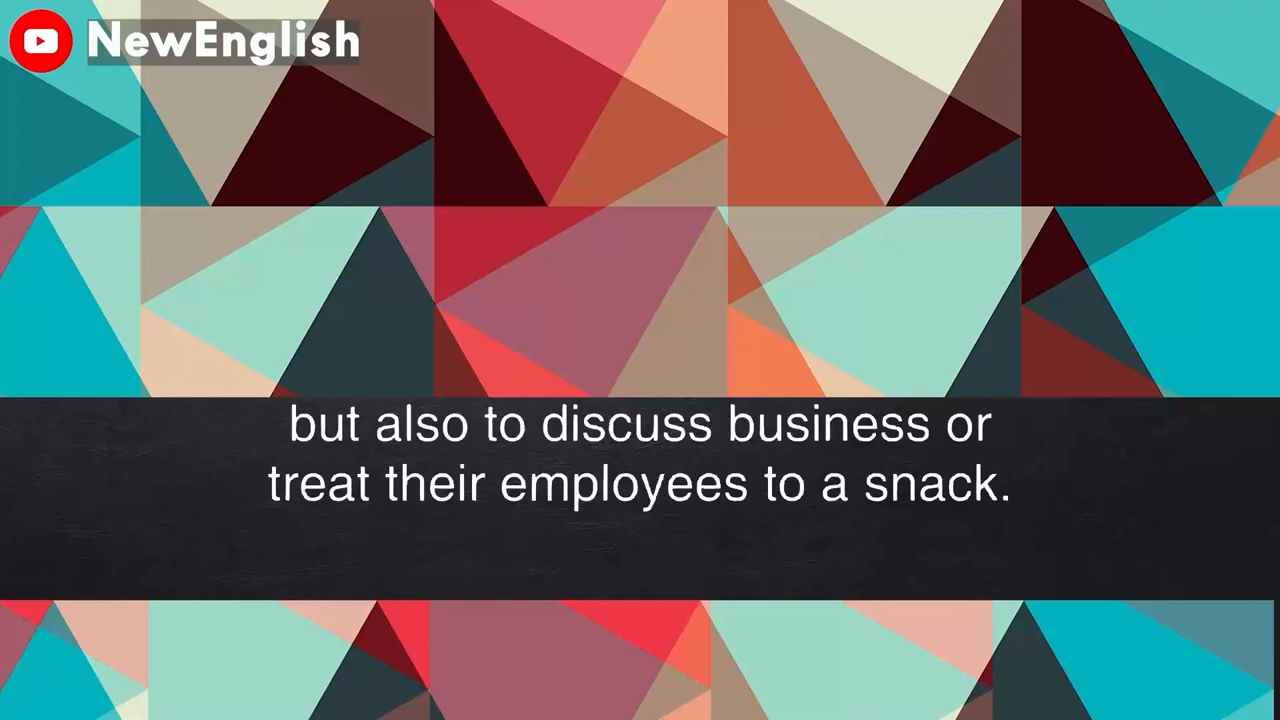 NewEnglish
but also to discuss business or
treat their employees to a snack.